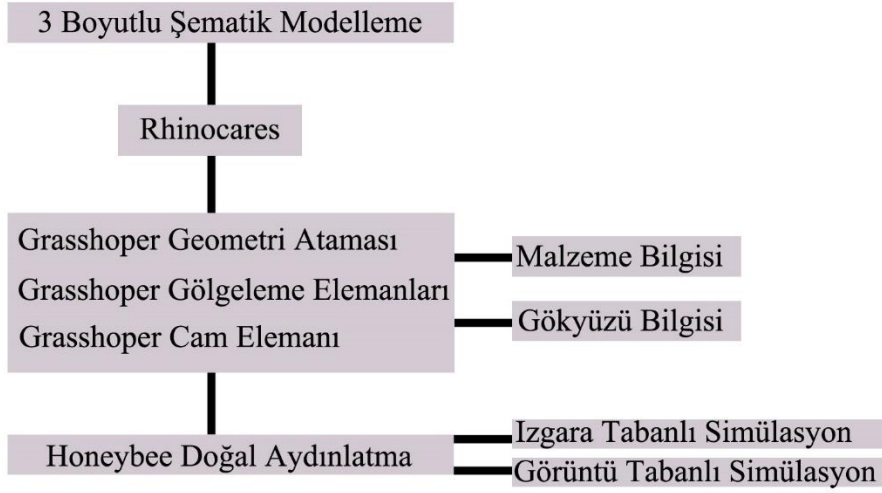 3 Boyutlu Şematik Modelleme
Rhinocares
Grasshoper Geometri Ataması
Grasshoper Gölgeleme Elemanları
Grasshoper Cam Elemanı
Malzeme Bilgisi
Gökyüzü Bilgisi
Honeybee Doğal Aydınlatma
Izgara Tabanlı Simülasyon
Görüntü Tabanlı Simülasyon